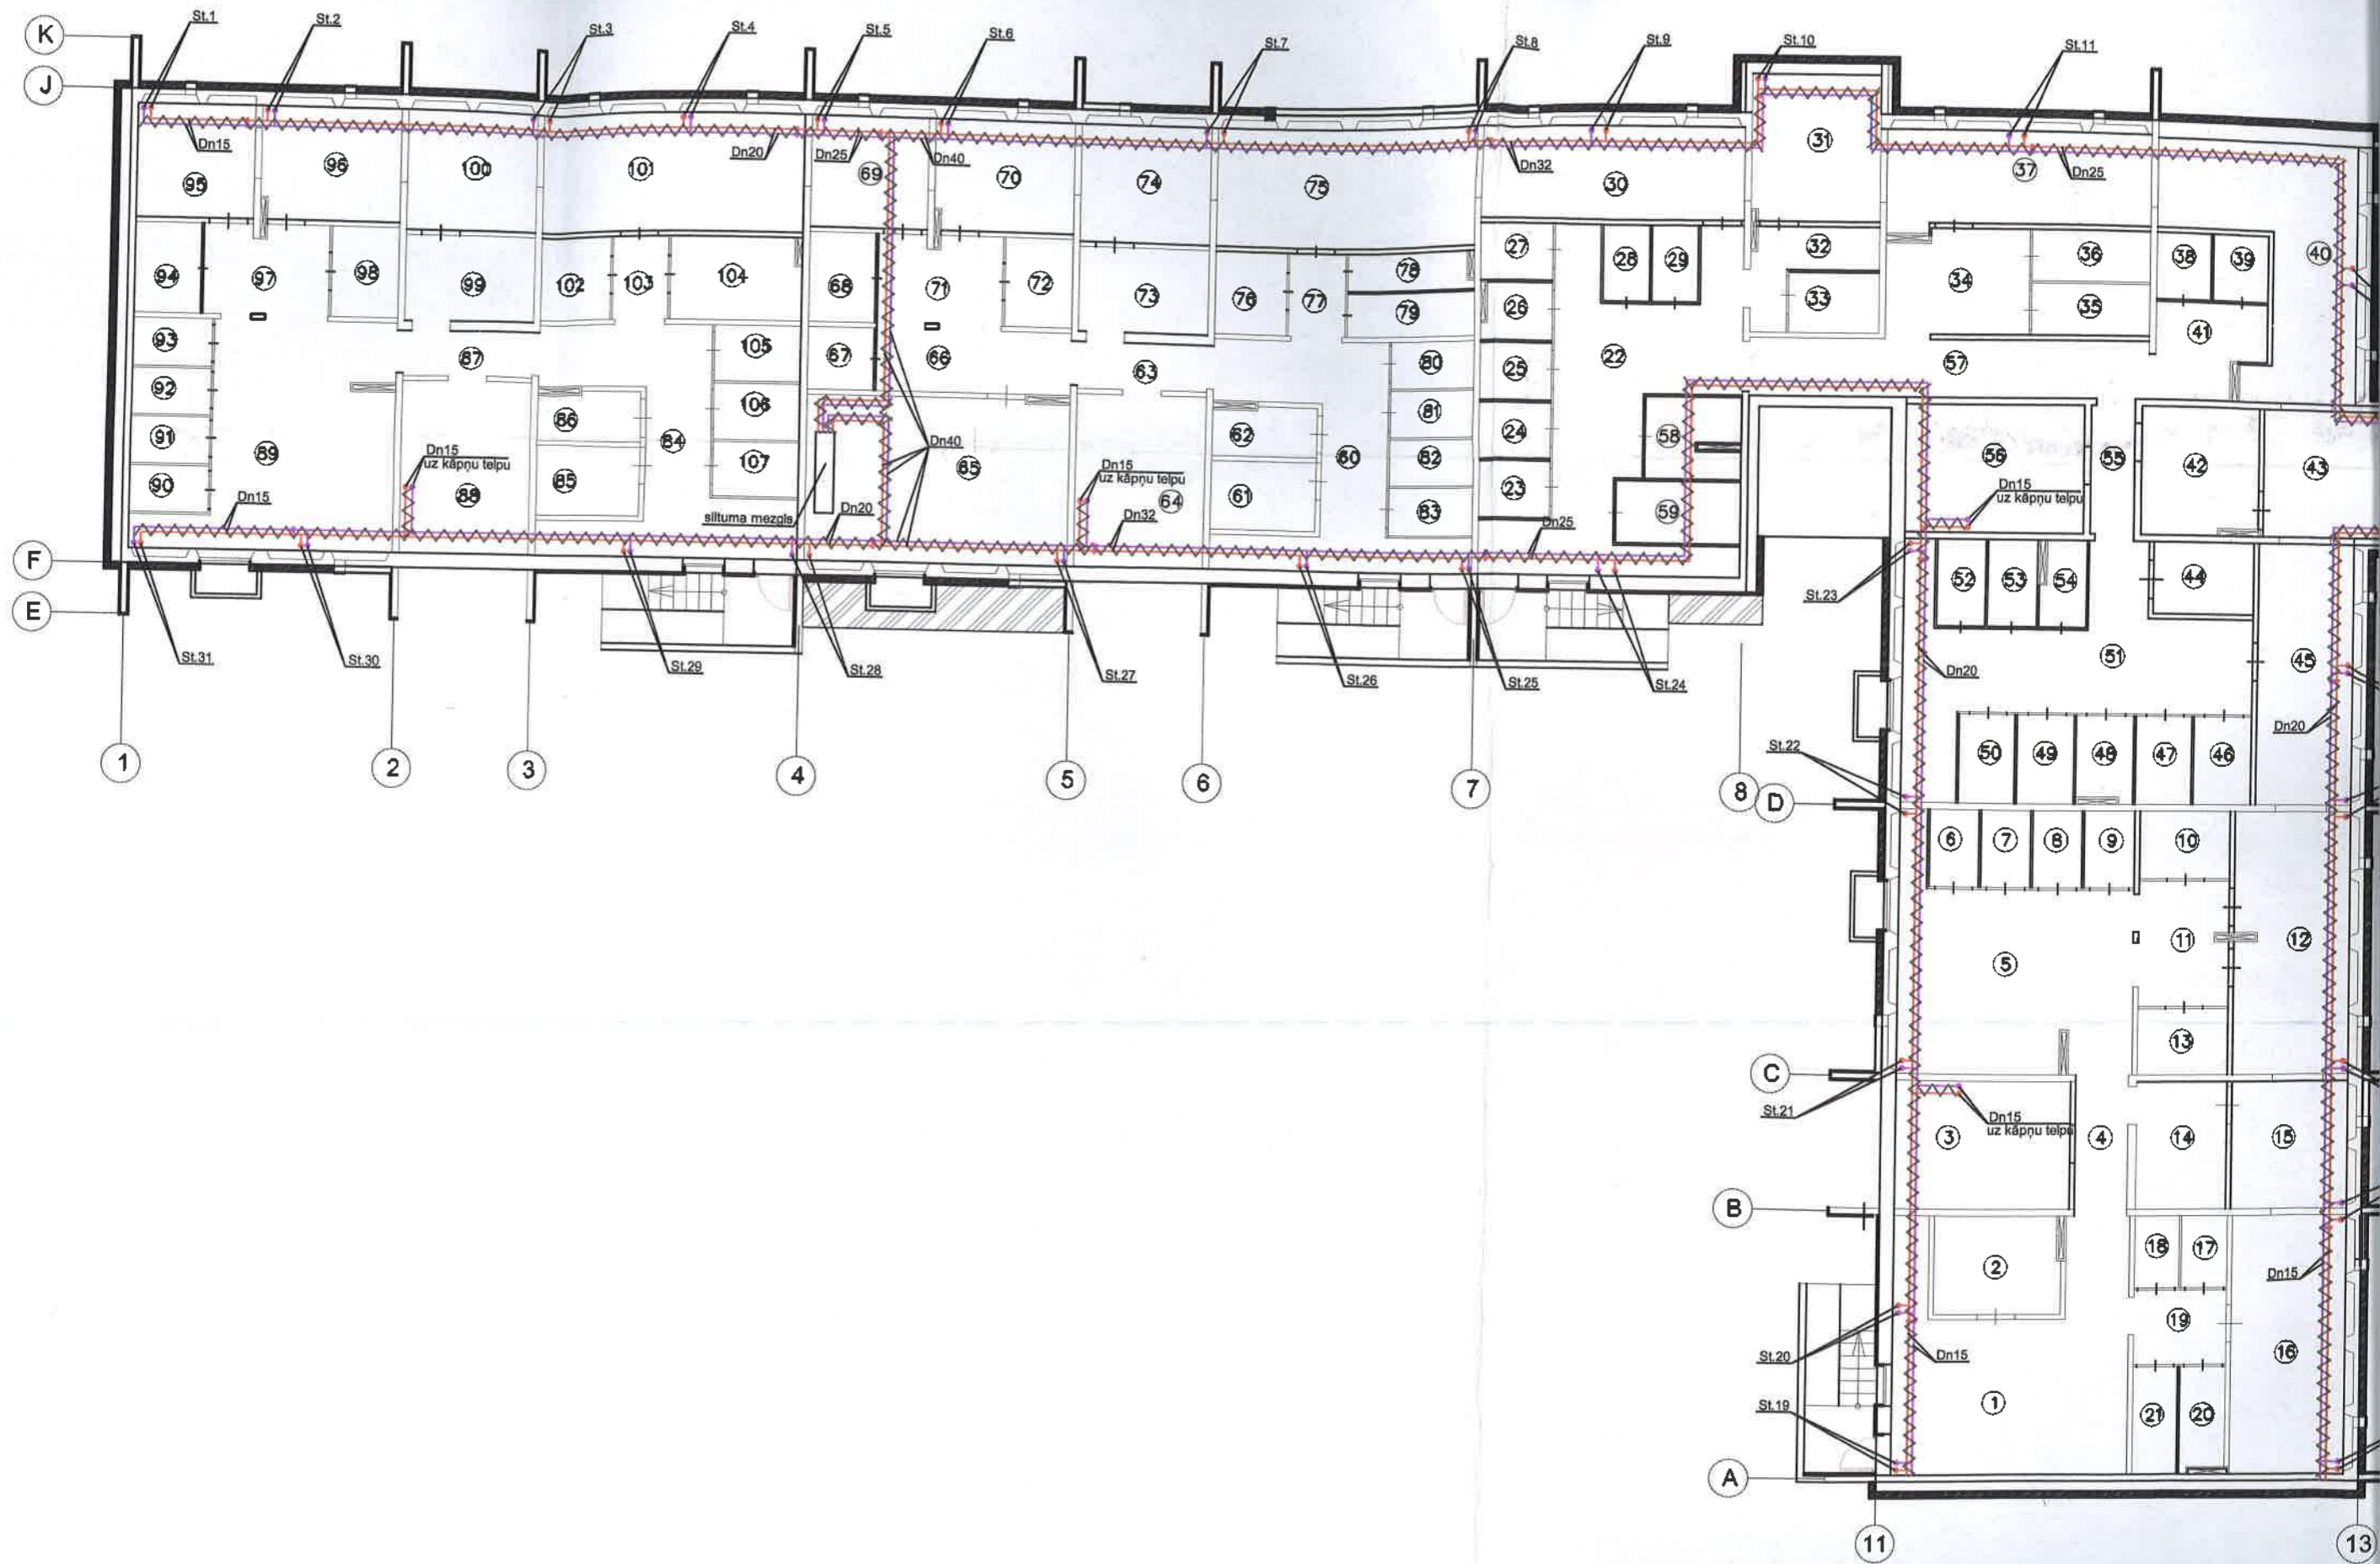 St.1
St.2
St.3
St.4
St.5
St.6
St.7
St.8
St.9
St.10
St.11
K
J
Dn15
Dn20
Dn25
Dn40
Dn32
Dn25
95
96
100
101
69
70
74
75
30
31
37
40
94
97
98
99
102
103
104
68
71
72
73
76
77
78
79
27
28
29
32
33
34
36
35
38
39
41
93
92
91
90
87
89
88
86
85
84
105
106
107
67
66
65
63
64
62
61
60
80
81
82
83
26
25
24
23
22
58
59
57
56
55
42
43
Dn15
uz kāpņu telpu
Dn15
siltuma mezgls
Dn20
Dn40
Dn15
uz kāpņu telpu
Dn32
Dn25
Dn15
uz kāpņu telpu
F
E
St.31
St.30
St.29
St.28
St.27
St.26
St.25
St.24
St.23
52
53
54
44
51
45
Dn20
Dn20
1
2
3
4
5
6
7
8
D
St.22
50
49
48
47
46
6
7
8
9
10
11
12
5
13
C
St.21
Dn15
uz kāpņu telpu
3
4
14
15
B
2
18
17
19
Dn15
St.20
Dn15
16
St.19
1
21
20
A
11
13